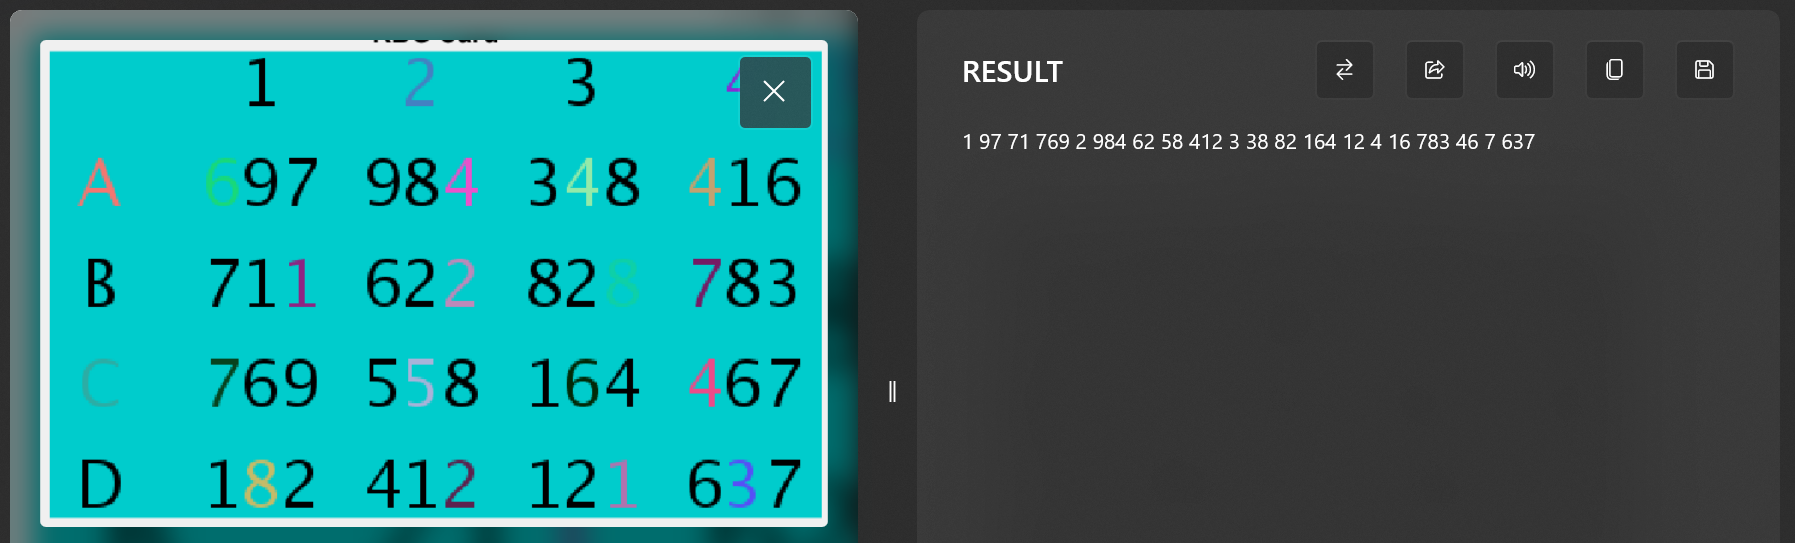 1 2 3 4
A 697 984 348 416
B 711 622 828 783
C 769 558 164 467
D 182 412 121 637
RESULT
1 97 71 769 2 984 62 58 412 3 38 82 164 12 4 16 783 46 7 637